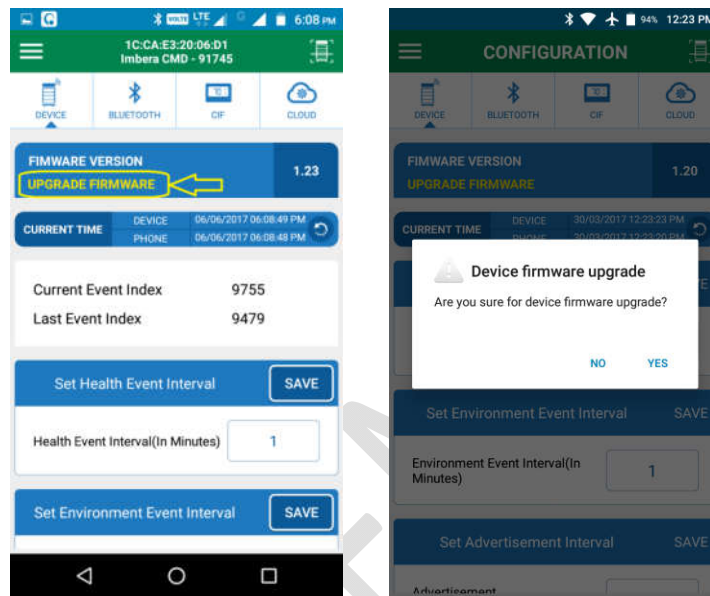 VOLTE LTE 6:08 PM
1C:CA:E3:20:06:D1
Imbera CMD - 91745
DEVICE BLUETOOTH CIF CLOUD
FIMWARE VERSION
UPGRADE FIRMWARE
1.23
CURRENT TIME
DEVICE 06/06/2017 06:08:49 PM
PHONE 06/06/2017 06:08:48 PM
Current Event Index 9755
Last Event Index 9479
Set Health Event Interval SAVE
Health Event Interval(In Minutes) 1
Set Environment Event Interval SAVE
94% 12:23 PM
CONFIGURATION
DEVICE BLUETOOTH CIF CLOUD
FIMWARE VERSION
UPGRADE FIRMWARE
1.20
CURRENT TIME
DEVICE 30/03/2017 12:23:23 PM
PHONE 30/03/2017 12:23:20 PM
Device firmware upgrade
Are you sure for device firmware upgrade?
NO YES
Set Environment Event Interval SAVE
Environment Event Interval(In
Minutes)
1
Set Advertisement Interval SAVE
Advertisement